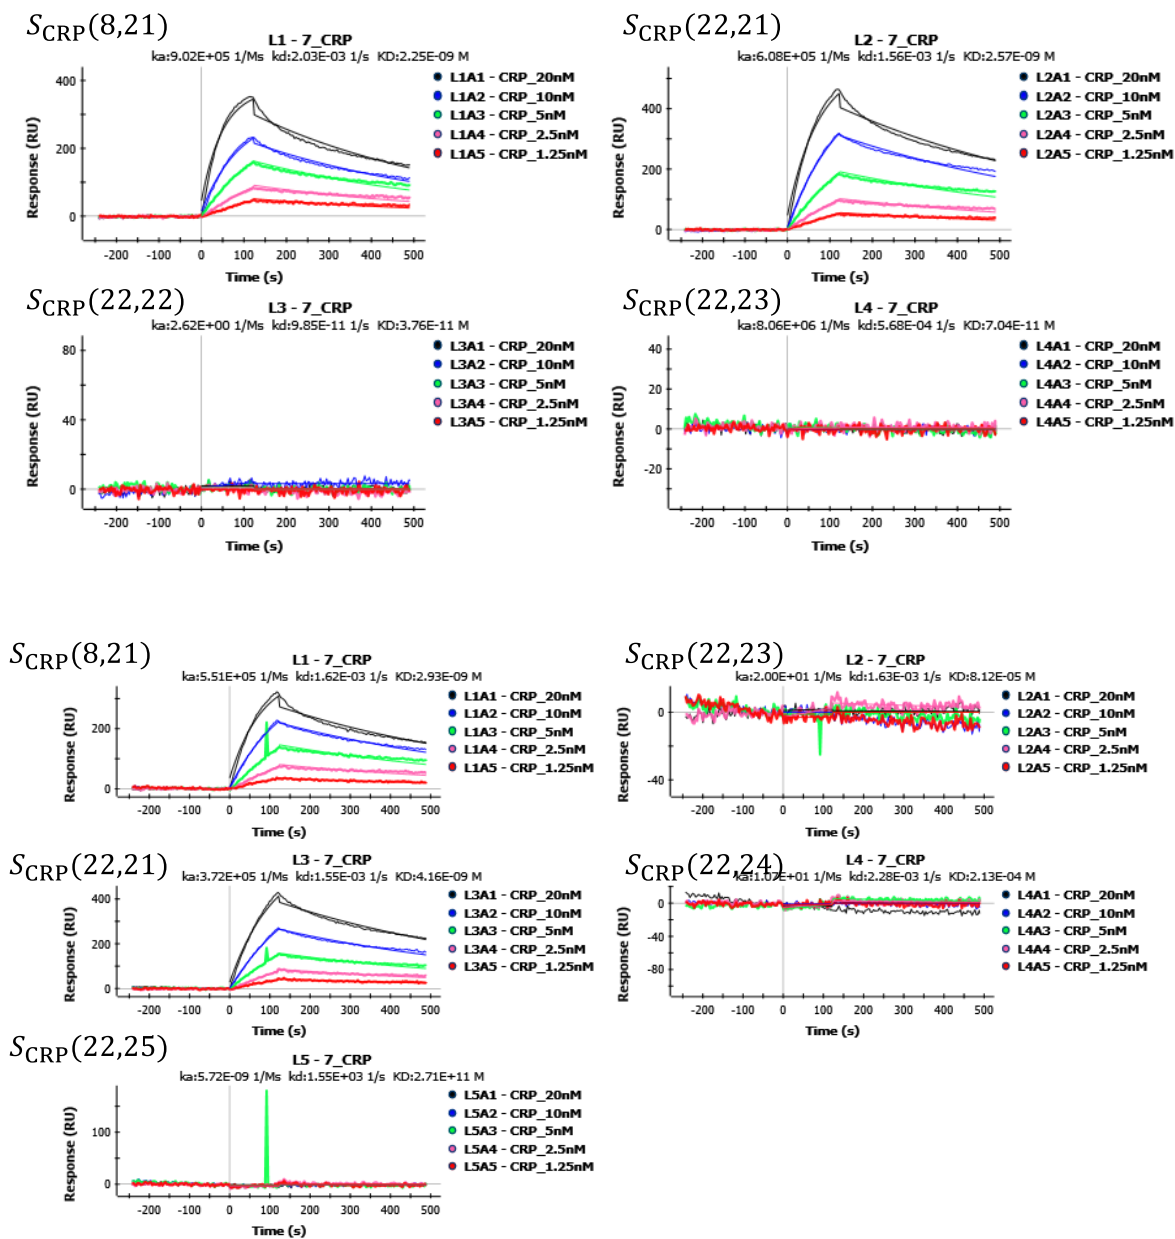 S_CRP(8,21)
L1 - 7_CRP
ka:9.02E+05 1/Ms kd:2.03E-03 1/s KD:2.25E-09 M
400
200
0
Response (RU)
-200 -100 0 100 200 300 400 500
Time (s)
L1A1 - CRP_20nM
L1A2 - CRP_10nM
L1A3 - CRP_5nM
L1A4 - CRP_2.5nM
L1A5 - CRP_1.25nM
S_CRP(22,21)
L2 - 7_CRP
ka:6.08E+05 1/Ms kd:1.56E-03 1/s KD:2.57E-09 M
400
200
0
Response (RU)
-200 -100 0 100 200 300 400 500
Time (s)
L2A1 - CRP_20nM
L2A2 - CRP_10nM
L2A3 - CRP_5nM
L2A4 - CRP_2.5nM
L2A5 - CRP_1.25nM
S_CRP(22,22)
L3 - 7_CRP
ka:2.62E+00 1/Ms kd:9.85E-11 1/s KD:3.76E-11 M
80
40
0
Response (RU)
-200 -100 0 100 200 300 400 500
Time (s)
L3A1 - CRP_20nM
L3A2 - CRP_10nM
L3A3 - CRP_5nM
L3A4 - CRP_2.5nM
L3A5 - CRP_1.25nM
S_CRP(22,23)
L4 - 7_CRP
ka:8.06E+06 1/Ms kd:5.68E-04 1/s KD:7.04E-11 M
40
20
0
-20
Response (RU)
-200 -100 0 100 200 300 400 500
Time (s)
L4A1 - CRP_20nM
L4A2 - CRP_10nM
L4A3 - CRP_5nM
L4A4 - CRP_2.5nM
L4A5 - CRP_1.25nM
S_CRP(8,21)
L1 - 7_CRP
ka:5.51E+05 1/Ms kd:1.62E-03 1/s KD:2.93E-09 M
200
0
Response (RU)
-200 -100 0 100 200 300 400 500
Time (s)
L1A1 - CRP_20nM
L1A2 - CRP_10nM
L1A3 - CRP_5nM
L1A4 - CRP_2.5nM
L1A5 - CRP_1.25nM
S_CRP(22,23)
L2 - 7_CRP
ka:2.00E+01 1/Ms kd:1.63E-03 1/s KD:8.12E-05 M
0
-40
Response (RU)
-200 -100 0 100 200 300 400 500
Time (s)
L2A1 - CRP_20nM
L2A2 - CRP_10nM
L2A3 - CRP_5nM
L2A4 - CRP_2.5nM
L2A5 - CRP_1.25nM
S_CRP(22,21)
L3 - 7_CRP
ka:3.72E+05 1/Ms kd:1.55E-03 1/s KD:4.16E-09 M
400
200
0
Response (RU)
-200 -100 0 100 200 300 400 500
Time (s)
L3A1 - CRP_20nM
L3A2 - CRP_10nM
L3A3 - CRP_5nM
L3A4 - CRP_2.5nM
L3A5 - CRP_1.25nM
S_CRP(22,24)
L4 - 7_CRP
ka:1.07E+01 1/Ms kd:2.28E-03 1/s KD:2.13E-04 M
0
-40
-80
Response (RU)
-200 -100 0 100 200 300 400 500
Time (s)
L4A1 - CRP_20nM
L4A2 - CRP_10nM
L4A3 - CRP_5nM
L4A4 - CRP_2.5nM
L4A5 - CRP_1.25nM
S_CRP(22,25)
L5 - 7_CRP
ka:5.72E-09 1/Ms kd:1.55E+03 1/s KD:2.71E+11 M
100
0
Response (RU)
-200 -100 0 100 200 300 400 500
Time (s)
L5A1 - CRP_20nM
L5A2 - CRP_10nM
L5A3 - CRP_5nM
L5A4 - CRP_2.5nM
L5A5 - CRP_1.25nM